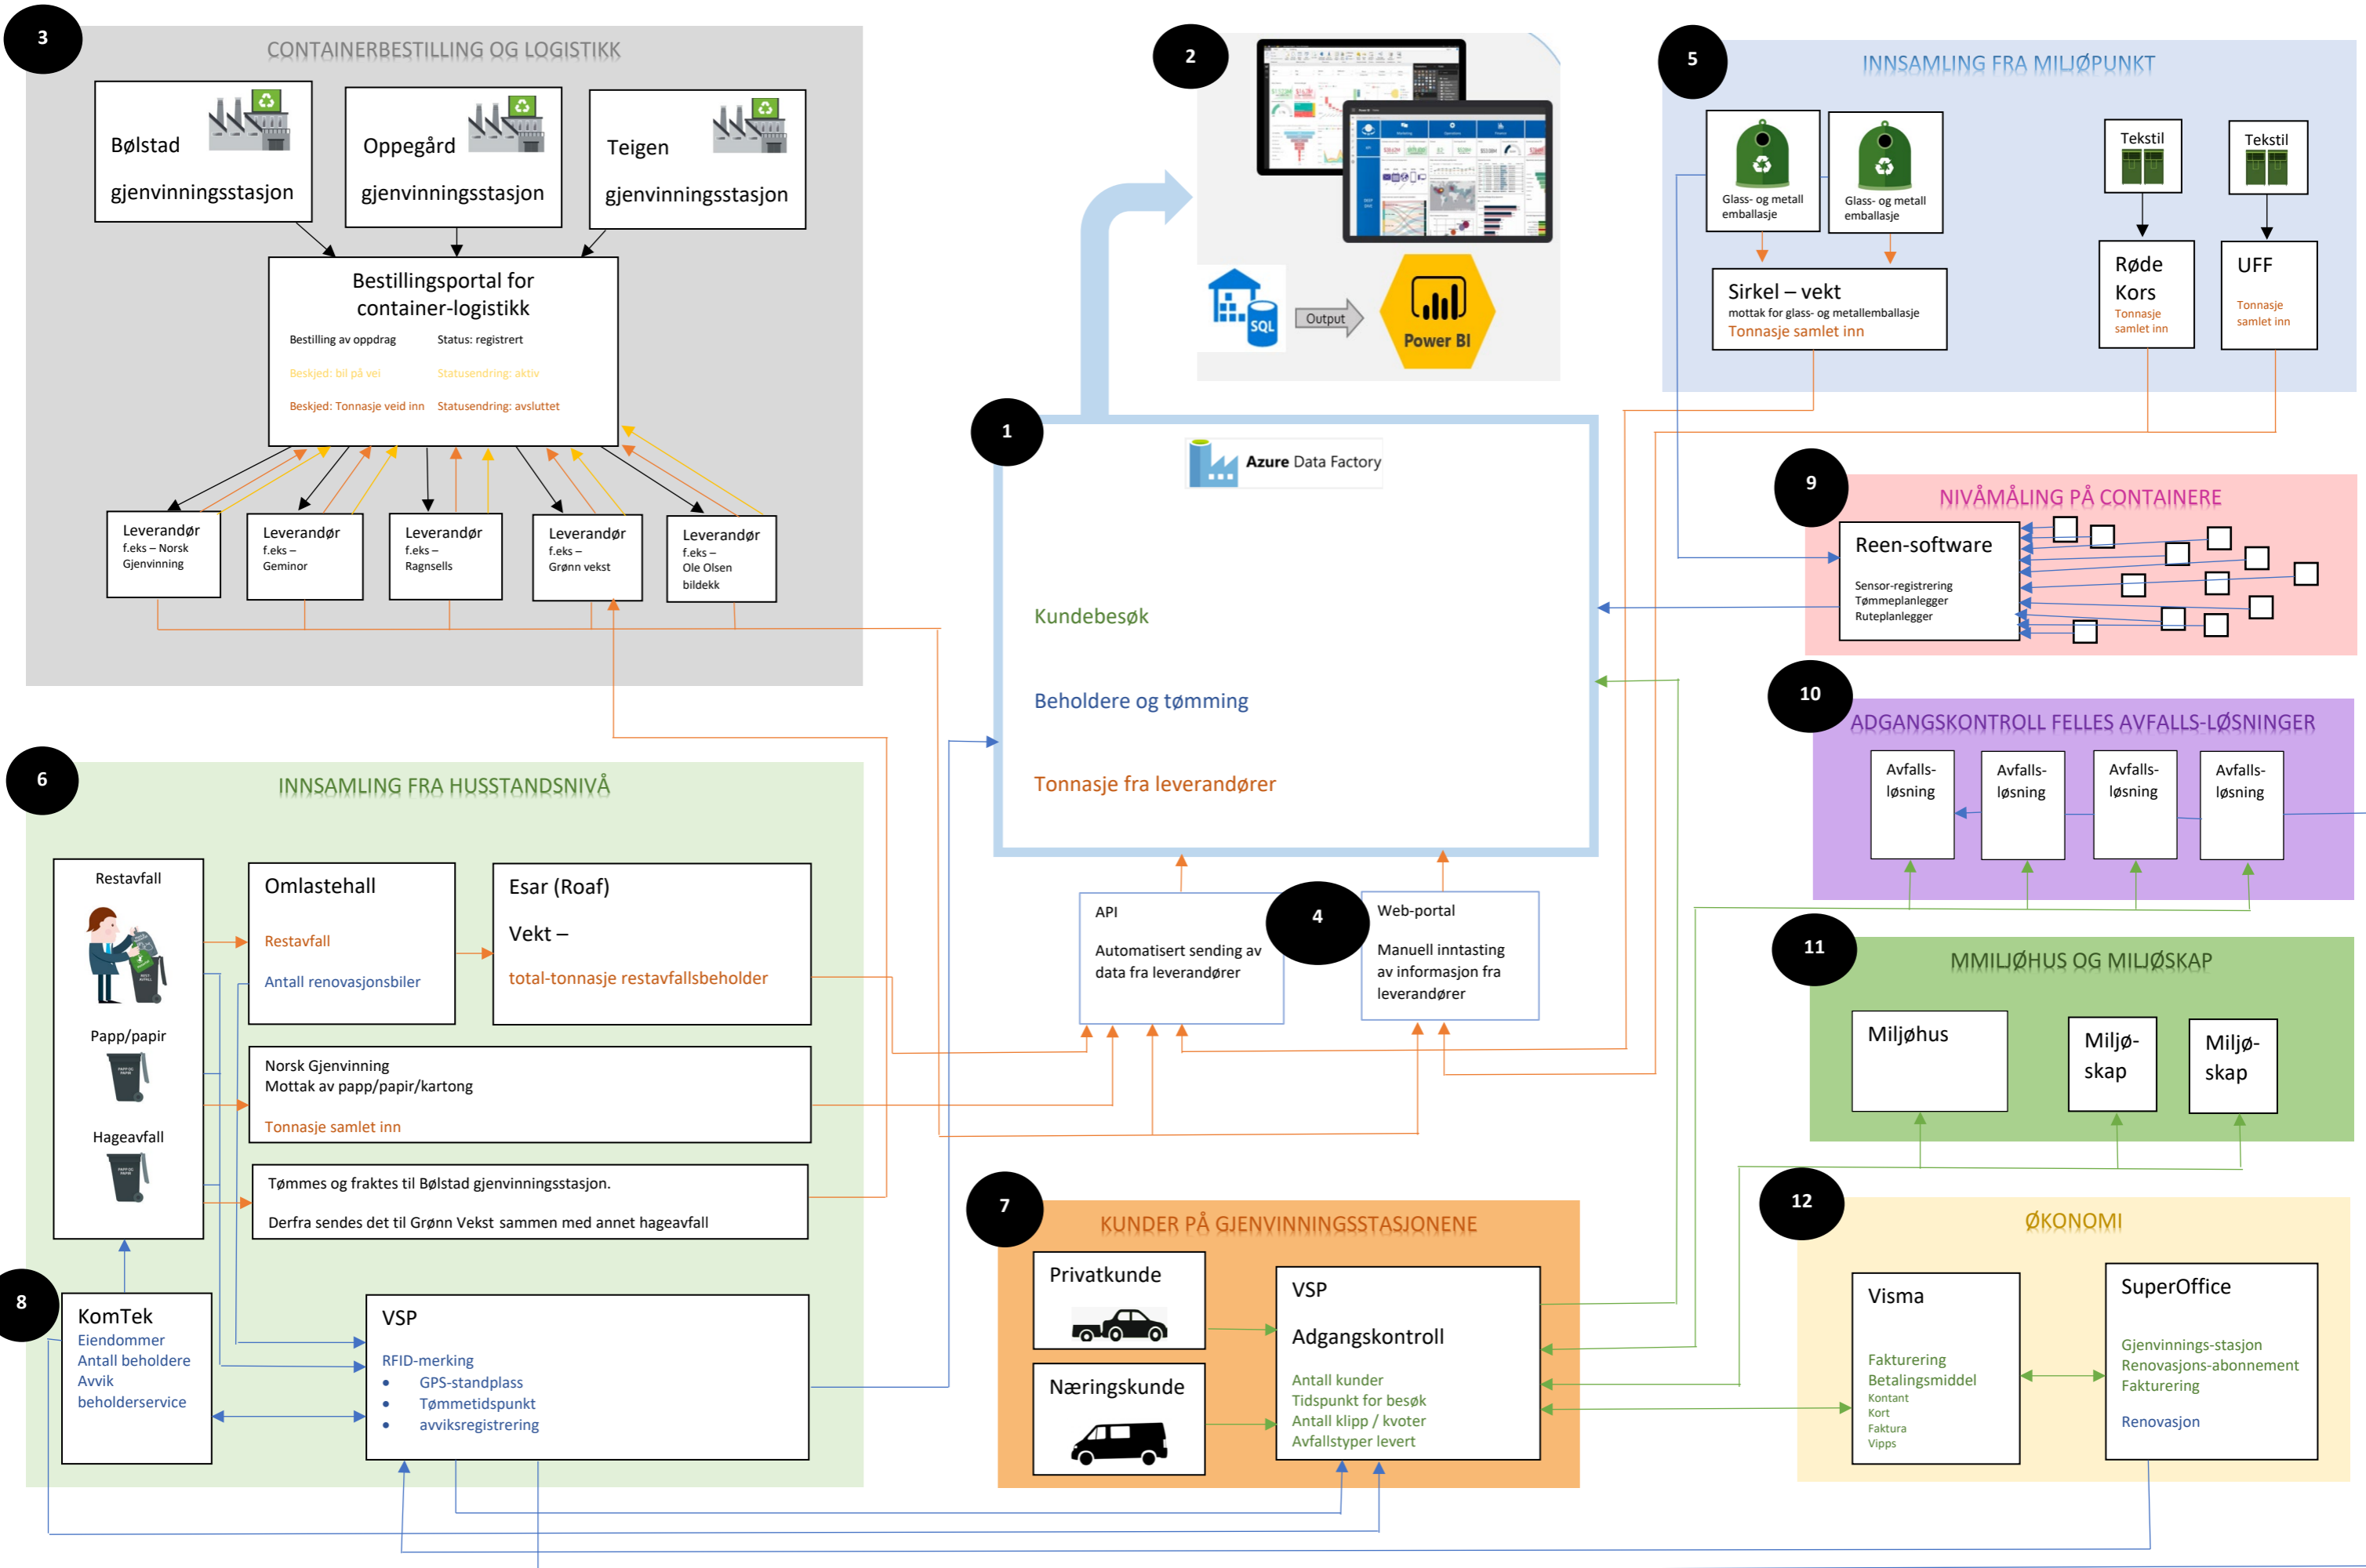 3
CONTAINERBESTILLING OG LOGISTIKK
Bølstad
gjenvinningsstasjon
Oppegård
gjenvinningsstasjon
Teigen
gjenvinningsstasjon
Bestillingsportal for
container-logistikk
Bestilling av oppdrag
Status: registrert
Beskjed: bil på vei
Statusendring: aktiv
Beskjed: Tonnasje veid inn
Statusendring: avsluttet
Leverandør
f.eks – Norsk
Gjenvinning
Leverandør
f.eks –
Geminor
Leverandør
f.eks –
Ragnsells
Leverandør
f.eks –
Grønn vekst
Leverandør
f.eks –
Ole Olsen
bildekk
2
SQL
Output
Power BI
5
INNSAMLING FRA MILJØPUNKT
Glass- og metall
emballasje
Glass- og metall
emballasje
Tekstil
Tekstil
Sirkel – vekt
mottak for glass- og metallemballasje
Tonnasje samlet inn
Røde
Kors
Tonnasje
samlet inn
UFF
Tonnasje
samlet inn
1
Azure Data Factory
Kundebesøk
Beholdere og tømming
Tonnasje fra leverandører
9
NIVÅMÅLING PÅ CONTAINERE
Reen-software
Sensor-registrering
Tømmeplanlegger
Ruteplanlegger
10
ADGANGSKONTROLL FELLES AVFALLS-LØSNINGER
Avfalls-
løsning
Avfalls-
løsning
Avfalls-
løsning
Avfalls-
løsning
6
INNSAMLING FRA HUSSTANDSNIVÅ
Restavfall
Papp/papir
Hageavfall
Omlastehall
Restavfall
Antall renovasjonsbiler
Esar (Roaf)
Vekt –
total-tonnasje restavfallsbeholder
Norsk Gjenvinning
Mottak av papp/papir/kartong
Tonnasje samlet inn
Tømmes og fraktes til Bølstad gjenvinningsstasjon.
Derfra sendes det til Grønn Vekst sammen med annet hageavfall
4
API
Automatisert sending av
data fra leverandører
Web-portal
Manuell inntasting
av informasjon fra
leverandører
11
MMILJØHUS OG MILJØSKAP
Miljøhus
Miljø-
skap
Miljø-
skap
8
KomTek
Eiendommer
Antall beholdere
Avvik
beholderservice
VSP
RFID-merking
• GPS-standplass
• Tømmetidspunkt
• avviksregistrering
7
KUNDER PÅ GJENVINNINGSSTASJONENE
Privatkunde
Næringskunde
VSP
Adgangskontroll
Antall kunder
Tidspunkt for besøk
Antall klipp / kvoter
Avfallstyper levert
12
ØKONOMI
Visma
Fakturering
Betalingsmiddel
Kontant
Kort
Faktura
Vipps
SuperOffice
Gjenvinnings-stasjon
Renovasjons-abonnement
Fakturering
Renovasjon